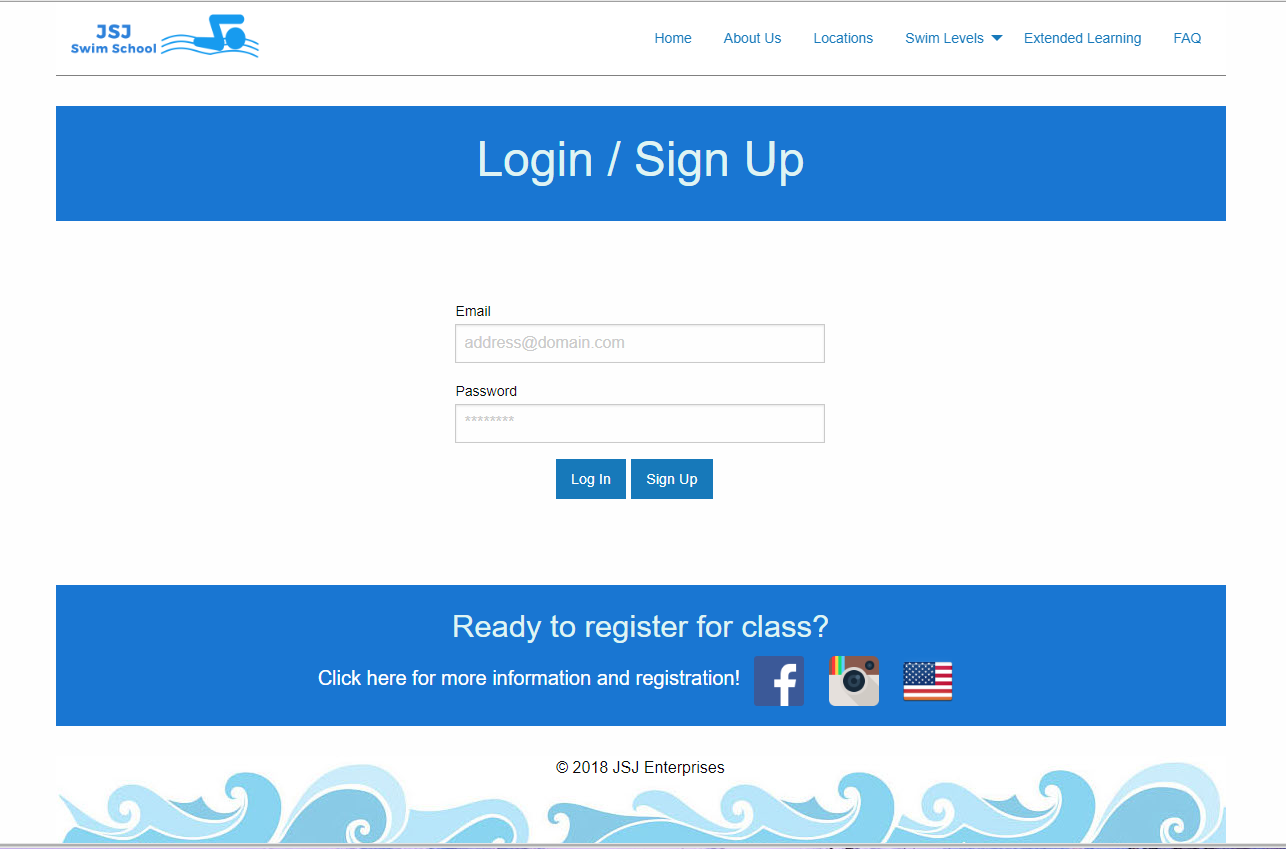 JSJ
Swim School
Home About Us Locations Swim Levels Extended Learning FAQ
Login / Sign Up
Email
address@domain.com
Password
********
Log In Sign Up
Ready to register for class?
Click here for more information and registration!
© 2018 JSJ Enterprises